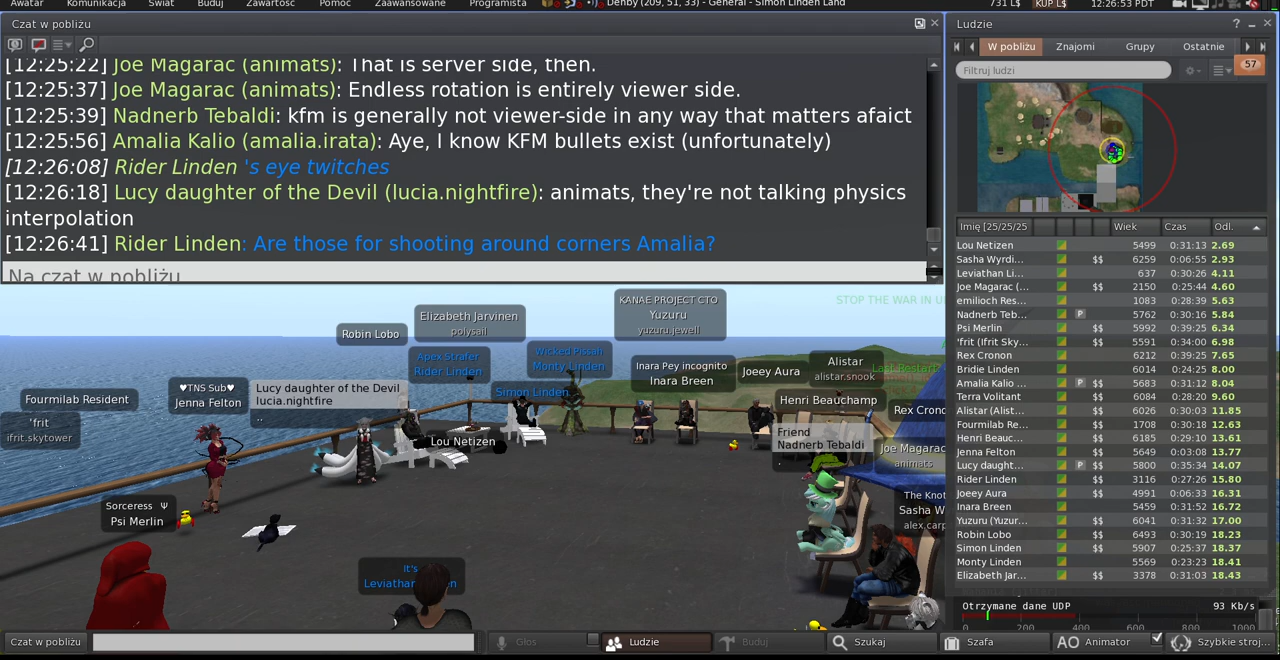 Awatar Komunikacja Świat Buduj Zawartość Pomoc Zaawansowane Programista Denby (209, 51, 33) - General - Simon Linden Land 731 L$ KUP L$ 12:26:53 PDT
Czat w pobliżu
[12:25:22] Joe Magarac (animats): That is server side, then.
[12:25:37] Joe Magarac (animats): Endless rotation is entirely viewer side.
[12:25:39] Nadnerb Tebaldi: kfm is generally not viewer-side in any way that matters afaict
[12:25:56] Amalia Kalio (amalia.irata): Aye, I know KFM bullets exist (unfortunately)
[12:26:08] Rider Linden 's eye twitches
[12:26:18] Lucy daughter of the Devil (lucia.nightfire): animats, they're not talking physics
interpolation
[12:26:41] Rider Linden: Are those for shooting around corners Amalia?
Na czat w pobliżu
STOP THE WAR IN U
KANAE PROJECT CTO
Yuzuru
yuzuru.jewell
Elizabeth Jarvinen
polysail
Robin Lobo
Apex Strafer
Rider Linden
Wicked Pissah
Monty Linden
Simon Linden
Inara Pey incognito
Inara Breen
Joeey Aura
Alistar
alistar.snook
Last Restart
Henri Beauchamp
Rex Cronc
Fourmilab Resident
'frit
ifrit.skytower
♥TNS Sub♥
Jenna Felton
Lucy daughter of the Devil
lucia.nightfire
..
Lou Netizen
Friend
Nadnerb Tebaldi
.
Joe Magarac
animats
The Knot
Sasha W
alex.carp
Sorceress Ψ
Psi Merlin
It's
Leviathan
Ludzie
W pobliżu Znajomi Grupy Ostatnie
Filtruj ludzi
57
Imię [25/25/25 Wiek Czas Odl.
Lou Netizen 5499 0:31:13 2.69
Sasha Wyrdi... $$ 6259 0:06:55 2.93
Leviathan Li... 637 0:30:26 4.11
Joe Magarac (... $$ 2150 0:25:44 4.60
emilioch Res... 1083 0:28:39 5.63
Nadnerb Teb... P 5762 0:30:16 5.84
Psi Merlin $$ 5992 0:39:25 6.34
'frit (Ifrit Sky... $$ 5591 0:34:00 6.98
Rex Cronon 6212 0:39:25 7.65
Bridie Linden 6014 0:24:25 8.00
Amalia Kalio ... P $$ 5683 0:31:12 8.04
Terra Volitant $$ 6084 0:28:20 9.60
Alistar (Alist... $$ 6026 0:30:03 11.85
Fourmilab Re... $$ 1708 0:30:18 12.63
Henri Beauc... $$ 6185 0:29:10 13.61
Jenna Felton $$ 5649 0:03:08 13.77
Lucy daught... P $$ 5800 0:35:34 14.07
Rider Linden $$ 3116 0:27:26 15.80
Joeey Aura $$ 4991 0:06:33 16.31
Inara Breen 5459 0:31:52 16.72
Yuzuru (Yuzur... $$ 6041 0:31:32 17.00
Robin Lobo $$ 6493 0:30:19 18.23
Simon Linden $$ 5907 0:25:37 18.37
Monty Linden 5569 0:23:23 18.41
Elizabeth Jar... $$ 3378 0:31:03 18.43
Otrzymane dane UDP 93 Kb/s
0 200 400 600 800 1000
Czat w pobliżu Głos Ludzie Buduj Szukaj Szafa AO Animator Szybkie stroj...